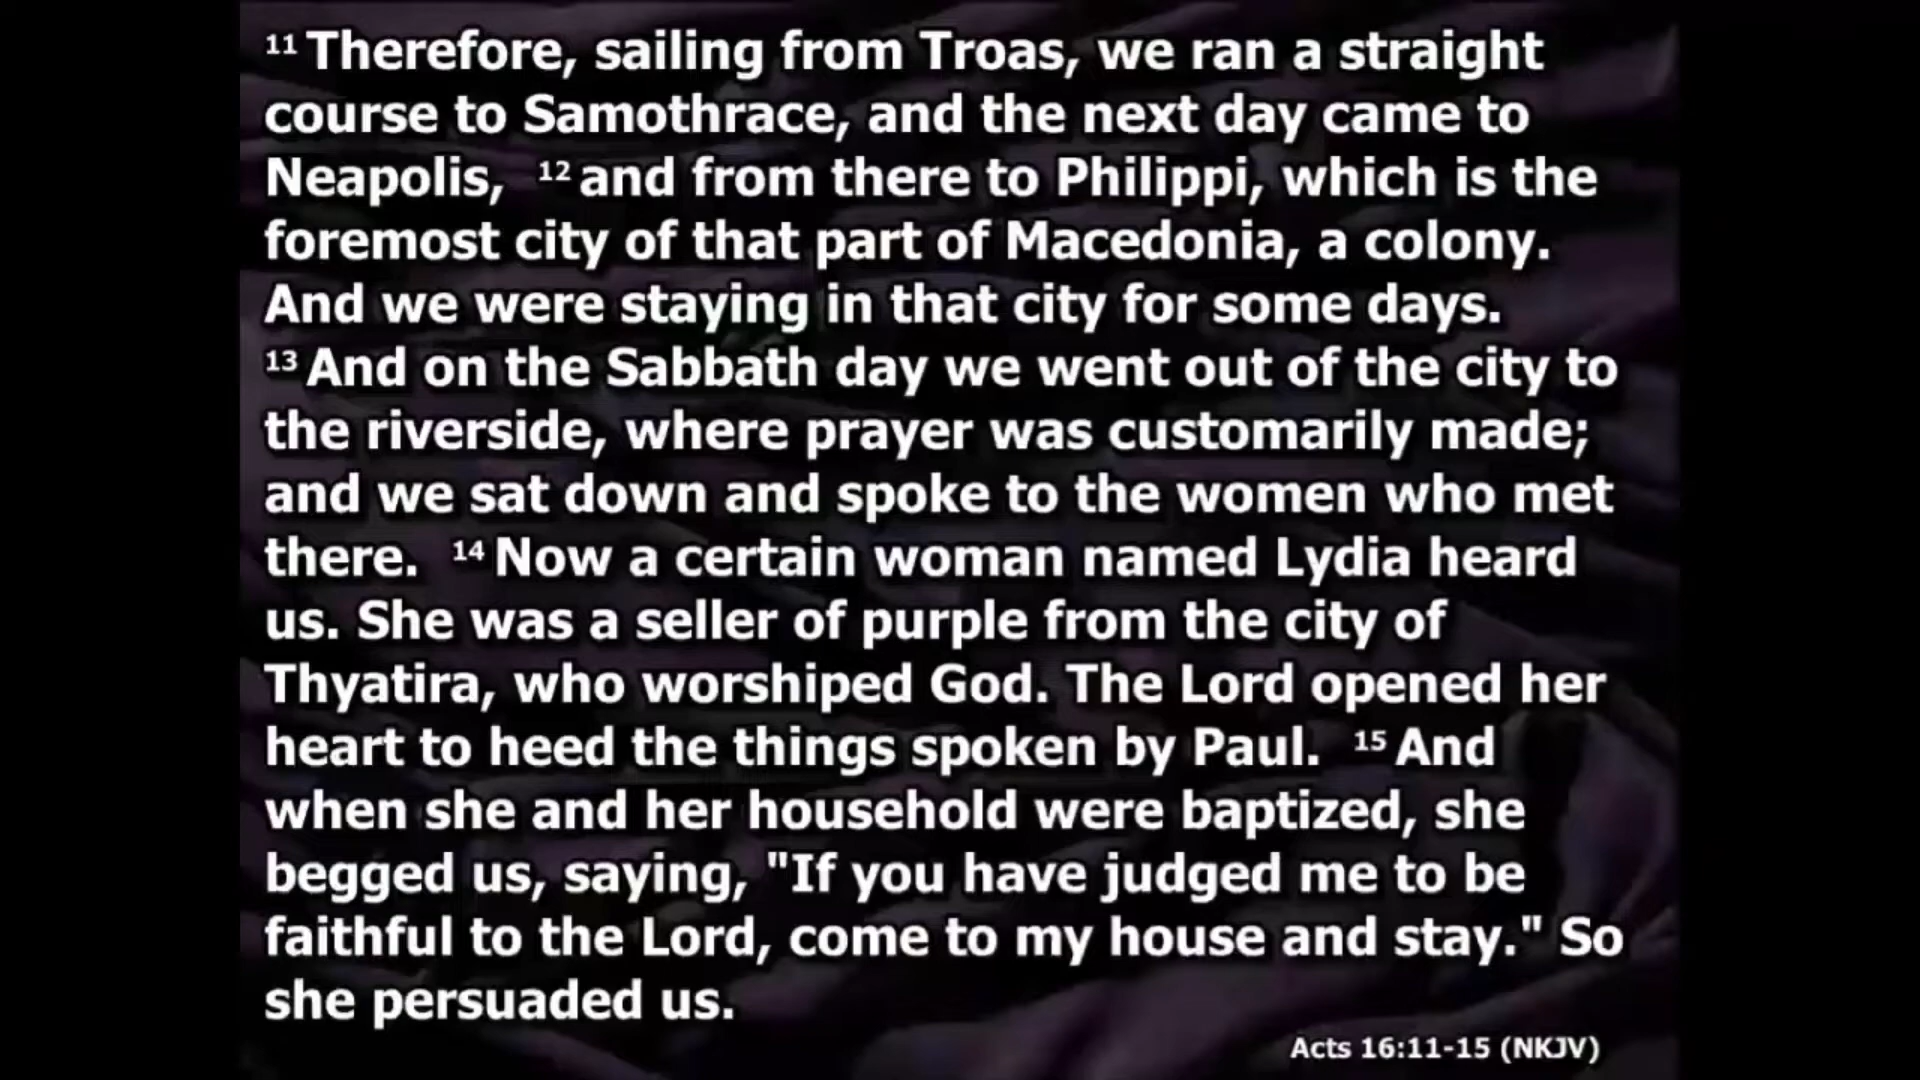 11 Therefore, sailing from Troas, we ran a straight
course to Samothrace, and the next day came to
Neapolis, 12 and from there to Philippi, which is the
foremost city of that part of Macedonia, a colony.
And we were staying in that city for some days.
13 And on the Sabbath day we went out of the city to
the riverside, where prayer was customarily made;
and we sat down and spoke to the women who met
there. 14 Now a certain woman named Lydia heard
us. She was a seller of purple from the city of
Thyatira, who worshiped God. The Lord opened her
heart to heed the things spoken by Paul. 15 And
when she and her household were baptized, she
begged us, saying, "If you have judged me to be
faithful to the Lord, come to my house and stay." So
she persuaded us.
Acts 16:11-15 (NKJV)